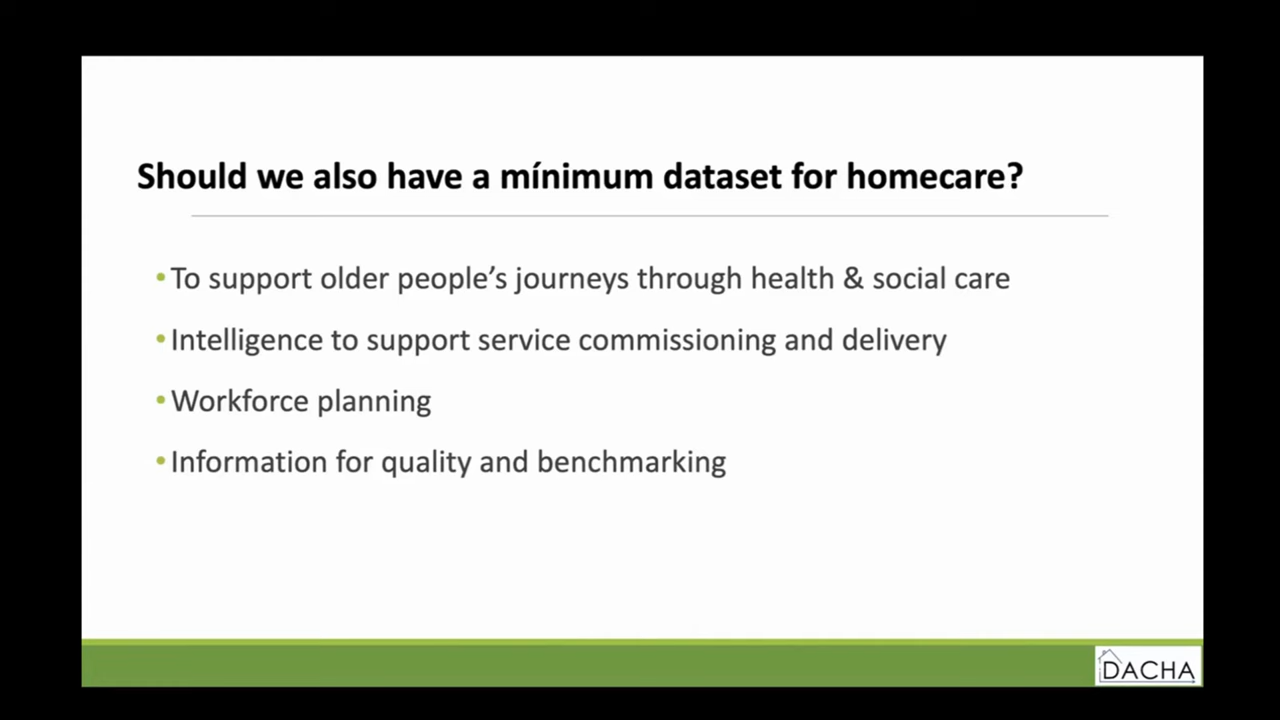 Should we also have a mínimum dataset for homecare?
•To support older people’s journeys through health & social care
•Intelligence to support service commissioning and delivery
•Workforce planning
•Information for quality and benchmarking
DACHA